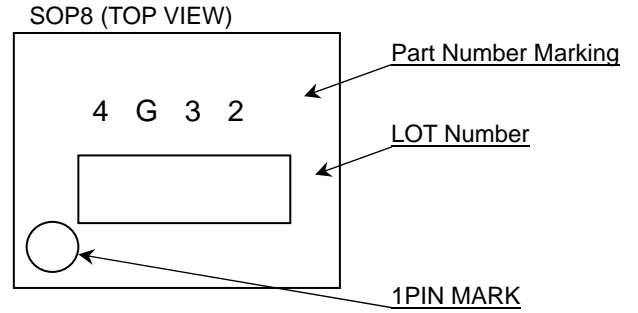 SOP8 (TOP VIEW)
Part Number Marking
4 G 3 2
LOT Number
1PIN MARK